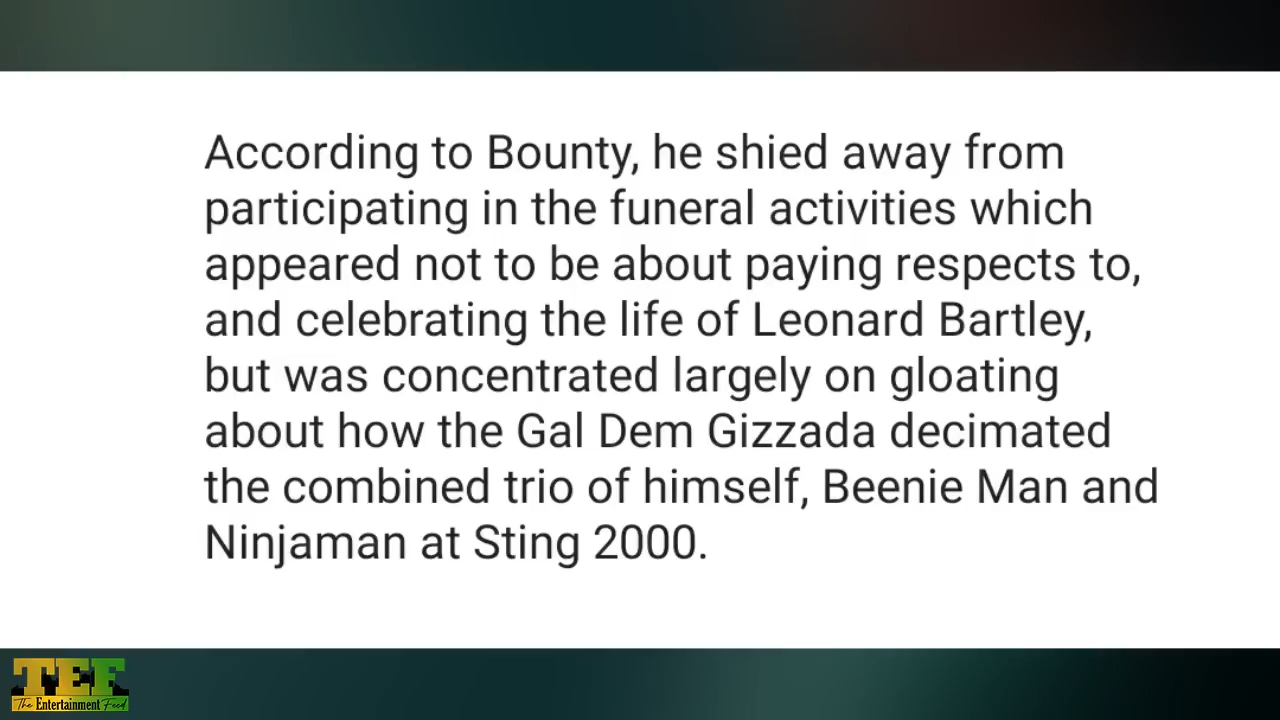 According to Bounty, he shied away from
participating in the funeral activities which
appeared not to be about paying respects to,
and celebrating the life of Leonard Bartley,
but was concentrated largely on gloating
about how the Gal Dem Gizzada decimated
the combined trio of himself, Beenie Man and
Ninjaman at Sting 2000.
TEF
The Entertainment Feed